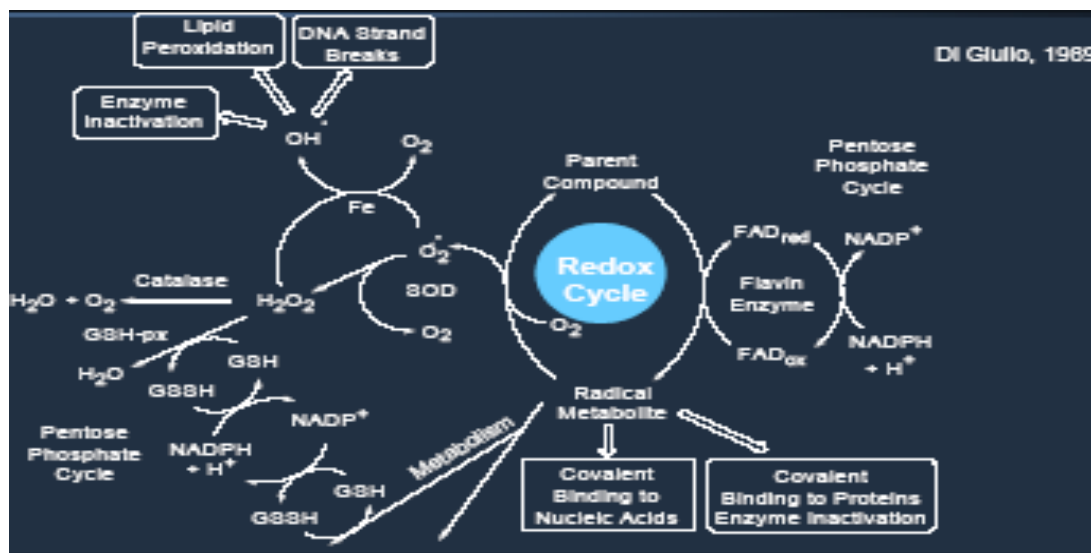 Lipid
Peroxidation
DNA Strand
Breaks
Di Giulio, 1989
Enzyme
Inactivation
OH•
O2
Parent
Compound
Pentose
Phosphate
Cycle
Fe
O2•
FADred
NADP+
Redox
Cycle
Flavin
Enzyme
Catalase
SOD
H2O + O2
H2O2
O2
O2
GSH-px
FADox
NADPH
+ H+
H2O
GSH
GSSH
Radical
Metabolite
NADP+
Pentose
Phosphate
Cycle
NADPH
+ H+
Metabolism
GSH
GSSH
Covalent
Binding to
Nucleic Acids
Covalent
Binding to Proteins
Enzyme Inactivation